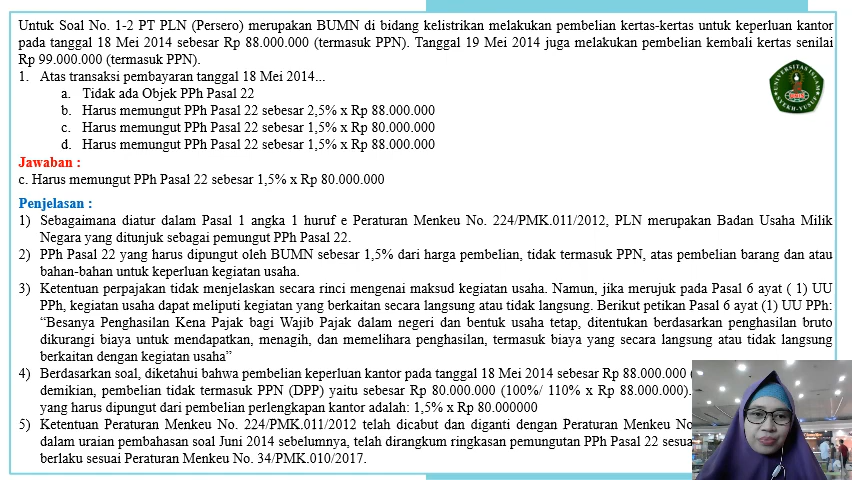 Untuk Soal No. 1-2 PT PLN (Persero) merupakan BUMN di bidang kelistrikan melakukan pembelian kertas-kertas untuk keperluan kantor
pada tanggal 18 Mei 2014 sebesar Rp 88.000.000 (termasuk PPN). Tanggal 19 Mei 2014 juga melakukan pembelian kembali kertas senilai
Rp 99.000.000 (termasuk PPN).
1. Atas transaksi pembayaran tanggal 18 Mei 2014...
a. Tidak ada Objek PPh Pasal 22
b. Harus memungut PPh Pasal 22 sebesar 2,5% x Rp 88.000.000
c. Harus memungut PPh Pasal 22 sebesar 1,5% x Rp 80.000.000
d. Harus memungut PPh Pasal 22 sebesar 1,5% x Rp 88.000.000
Jawaban :
c. Harus memungut PPh Pasal 22 sebesar 1,5% x Rp 80.000.000
Penjelasan :
1) Sebagaimana diatur dalam Pasal 1 angka 1 huruf e Peraturan Menkeu No. 224/PMK.011/2012, PLN merupakan Badan Usaha Milik
Negara yang ditunjuk sebagai pemungut PPh Pasal 22.
2) PPh Pasal 22 yang harus dipungut oleh BUMN sebesar 1,5% dari harga pembelian, tidak termasuk PPN, atas pembelian barang dan atau
bahan-bahan untuk keperluan kegiatan usaha.
3) Ketentuan perpajakan tidak menjelaskan secara rinci mengenai maksud kegiatan usaha. Namun, jika merujuk pada Pasal 6 ayat ( 1) UU
PPh, kegiatan usaha dapat meliputi kegiatan yang berkaitan secara langsung atau tidak langsung. Berikut petikan Pasal 6 ayat (1) UU PPh:
“Besanya Penghasilan Kena Pajak bagi Wajib Pajak dalam negeri dan bentuk usaha tetap, ditentukan berdasarkan penghasilan bruto
dikurangi biaya untuk mendapatkan, menagih, dan memelihara penghasilan, termasuk biaya yang secara langsung atau tidak langsung
berkaitan dengan kegiatan usaha”
4) Berdasarkan soal, diketahui bahwa pembelian keperluan kantor pada tanggal 18 Mei 2014 sebesar Rp 88.000.000 (
demikian, pembelian tidak termasuk PPN (DPP) yaitu sebesar Rp 80.000.000 (100%/ 110% x Rp 88.000.000).
yang harus dipungut dari pembelian perlengkapan kantor adalah: 1,5% x Rp 80.000000
5) Ketentuan Peraturan Menkeu No. 224/PMK.011/2012 telah dicabut dan diganti dengan Peraturan Menkeu No
dalam uraian pembahasan soal Juni 2014 sebelumnya, telah dirangkum ringkasan pemungutan PPh Pasal 22 sesua
berlaku sesuai Peraturan Menkeu No. 34/PMK.010/2017.
UNIVERSITAS ISLAM
SYEKH-YUSUF